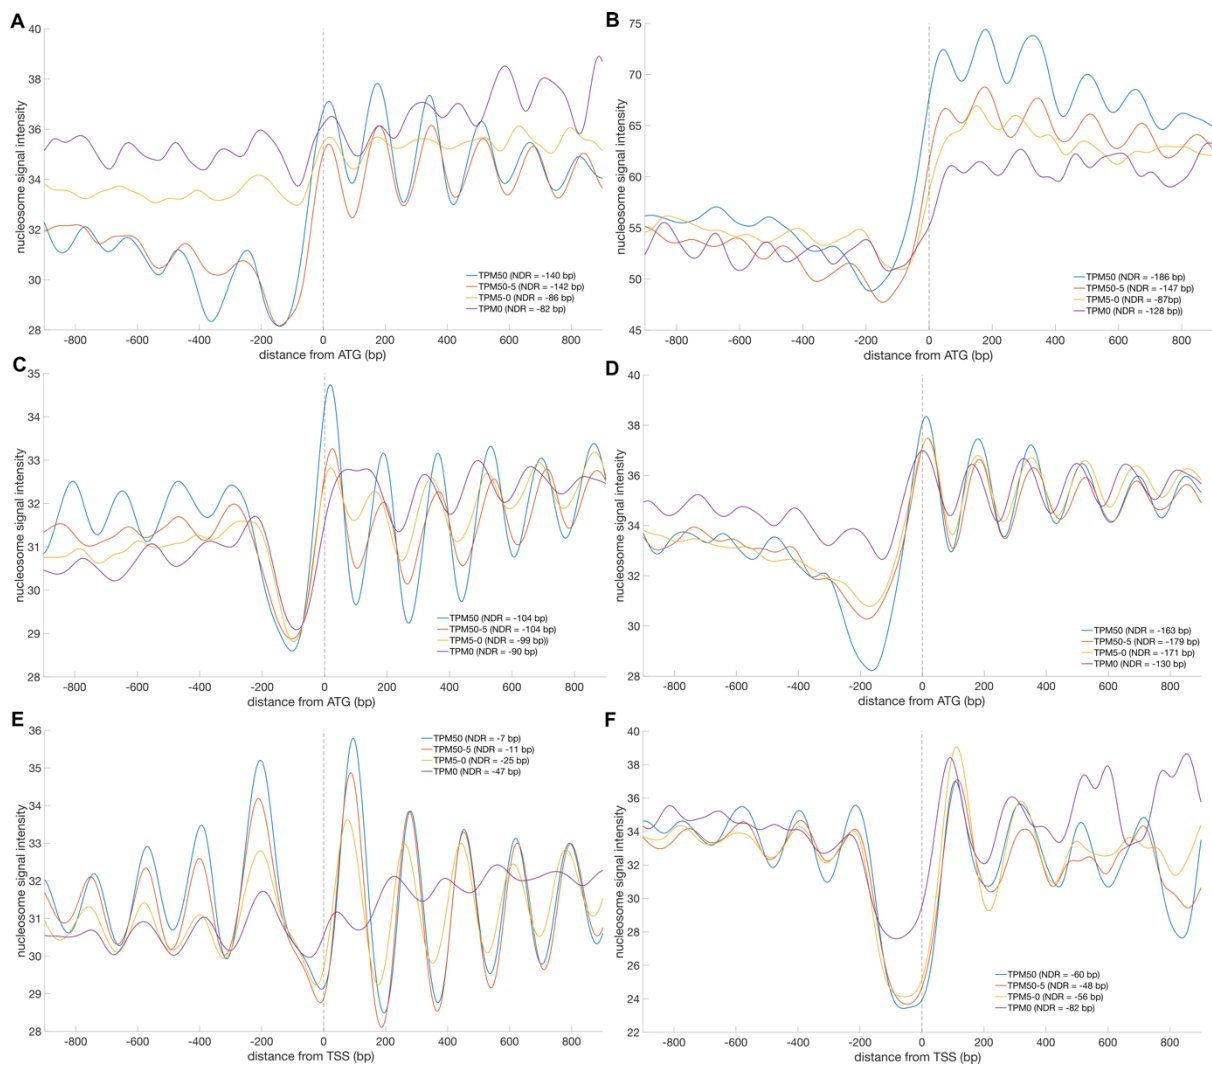 A
nucleosome signal intensity
40
38
36
34
32
30
28
TPM50 (NDR = -140 bp)
TPM50-5 (NDR = -142 bp)
TPM5-0 (NDR = -86 bp)
TPM0 (NDR = -82 bp)
-800 -600 -400 -200 0 200 400 600 800
distance from ATG (bp)
B
nucleosome signal intensity
75
70
65
60
55
50
45
TPM50 (NDR = -186 bp)
TPM50-5 (NDR = -147 bp)
TPM5-0 (NDR = -87bp)
TPM0 (NDR = -128 bp))
-800 -600 -400 -200 0 200 400 600 800
distance from ATG (bp)
C
nucleosome signal intensity
35
34
33
32
31
30
29
28
TPM50 (NDR = -104 bp)
TPM50-5 (NDR = -104 bp)
TPM5-0 (NDR = -99 bp))
TPM0 (NDR = -90 bp)
-800 -600 -400 -200 0 200 400 600 800
distance from ATG (bp)
D
nucleosome signal intensity
40
38
36
34
32
30
28
TPM50 (NDR = -163 bp)
TPM50-5 (NDR = -179 bp)
TPM5-0 (NDR = -171 bp)
TPM0 (NDR = -130 bp)
-800 -600 -400 -200 0 200 400 600 800
distance from ATG (bp)
E
nucleosome signal intensity
36
35
34
33
32
31
30
29
28
TPM50 (NDR = -7 bp)
TPM50-5 (NDR = -11 bp)
TPM5-0 (NDR = -25 bp)
TPM0 (NDR = -47 bp)
-800 -600 -400 -200 0 200 400 600 800
distance from TSS (bp)
F
nucleosome signal intensity
40
38
36
34
32
30
28
26
24
22
TPM50 (NDR = -60 bp)
TPM50-5 (NDR = -48 bp)
TPM5-0 (NDR = -56 bp)
TPM0 (NDR = -82 bp)
-800 -600 -400 -200 0 200 400 600 800
distance from TSS (bp)